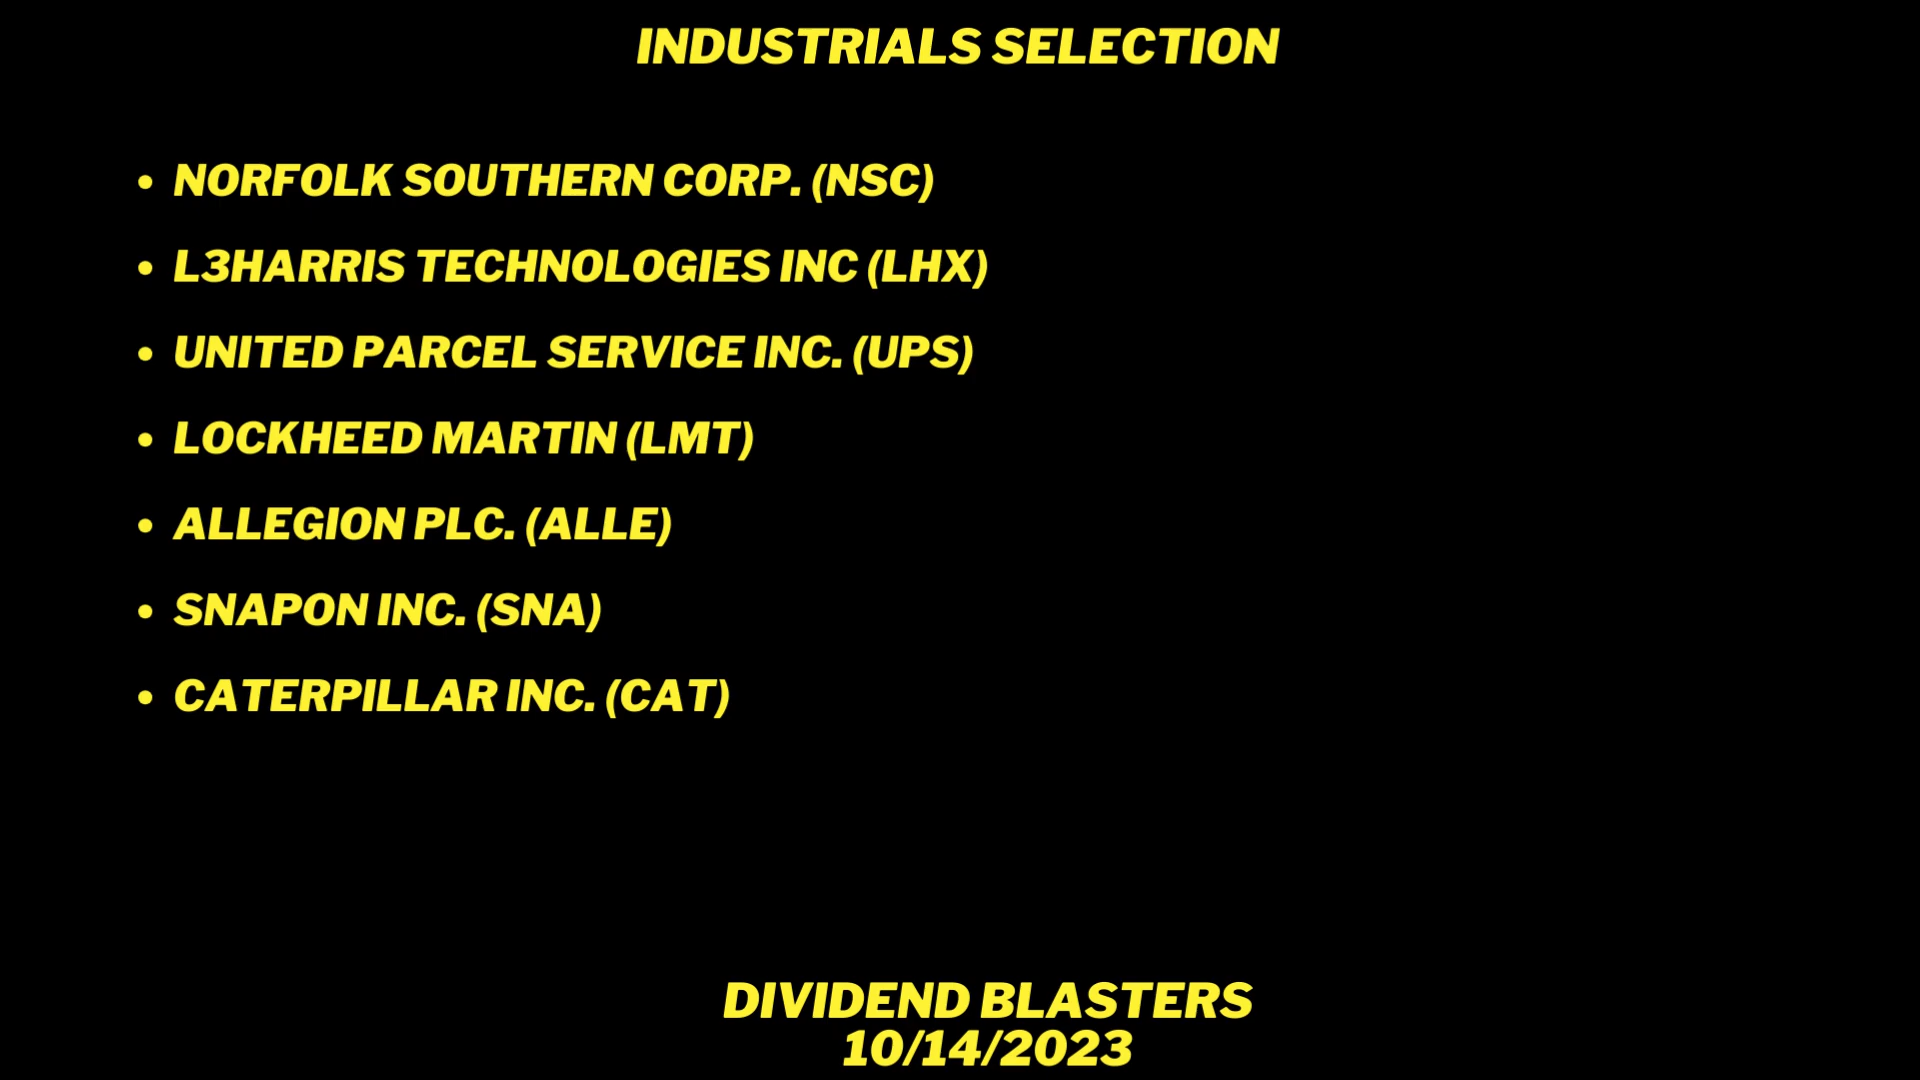 INDUSTRIALS SELECTION
• NORFOLK SOUTHERN CORP. (NSC)
• L3HARRIS TECHNOLOGIES INC (LHX)
• UNITED PARCEL SERVICE INC. (UPS)
• LOCKHEED MARTIN (LMT)
• ALLEGION PLC. (ALLE)
• SNAPON INC. (SNA)
• CATERPILLAR INC. (CAT)
DIVIDEND BLASTERS
10/14/2023